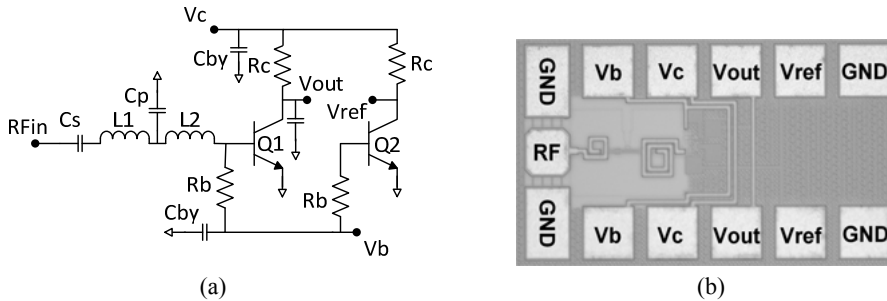 Vc
Cby
Rc
Rc
Vout
Cp
Vref
RFin
Cs
L1
L2
Q1
Q2
Rb
Rb
Cby
Vb
(a)
GND
Vb
Vc
Vout
Vref
GND
RF
GND
Vb
Vc
Vout
Vref
GND
(b)